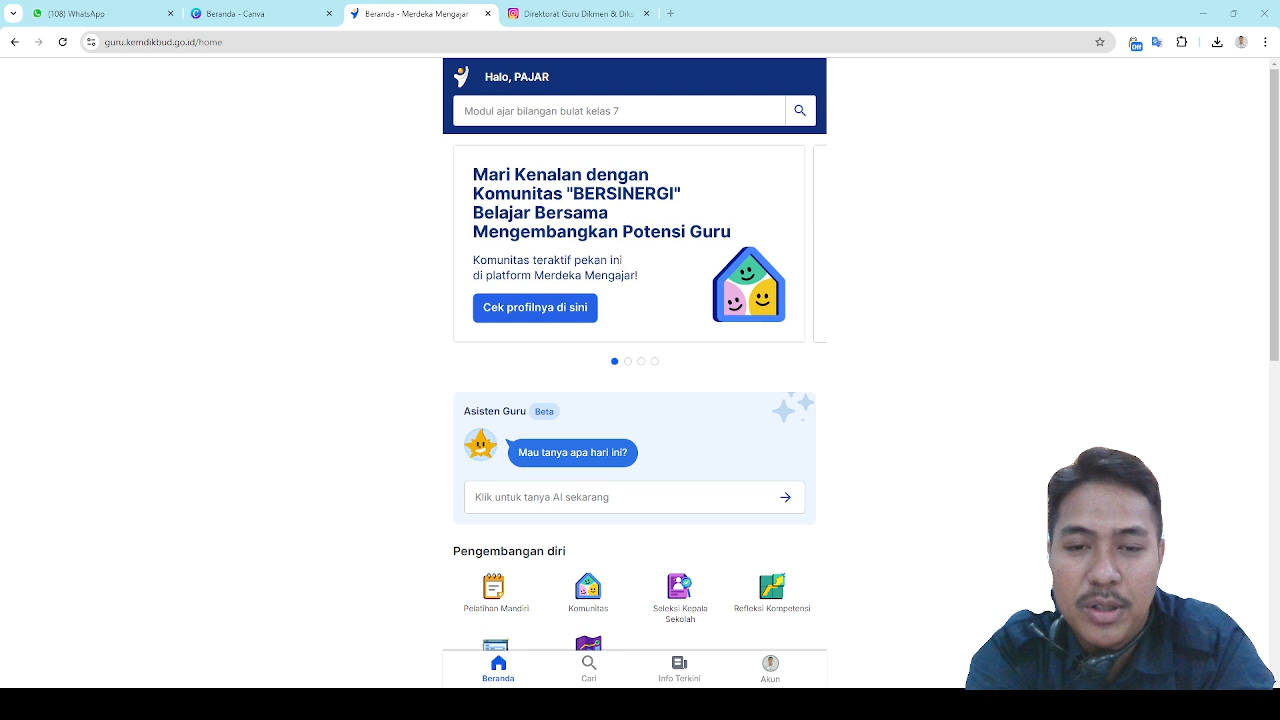 (108) WhatsApp
Beranda - Canva
Beranda - Merdeka Mengajar
Direktorat Guru Dikmen & Diks
guru.kemdikbud.go.id/home
Off
Halo, PAJAR
Modul ajar bilangan bulat kelas 7
Mari Kenalan dengan
Komunitas "BERSINERGI"
Belajar Bersama
Mengembangkan Potensi Guru
Komunitas teraktif pekan ini
di platform Merdeka Mengajar!
Cek profilnya di sini
Asisten Guru Beta
Mau tanya apa hari ini?
Klik untuk tanya AI sekarang
Pengembangan diri
Pelatihan Mandiri
Komunitas
Seleksi Kepala
Sekolah
Refleksi Kompetensi
Beranda
Cari
Info Terkini
Akun